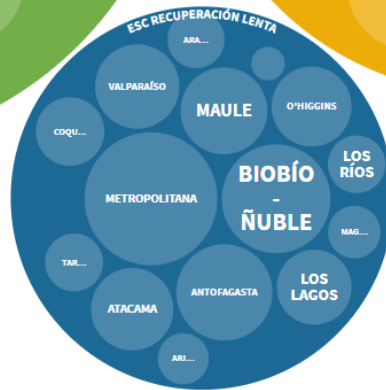 ESC RECUPERACIÓN LENTA
ARA...
VALPARAÍSO
MAULE
O'HIGGINS
COQU...
LOS
RÍOS
METROPOLITANA
BIOBÍO
-
ÑUBLE
MAG...
TAR...
ATACAMA
ANTOFAGASTA
LOS
LAGOS
ARI...